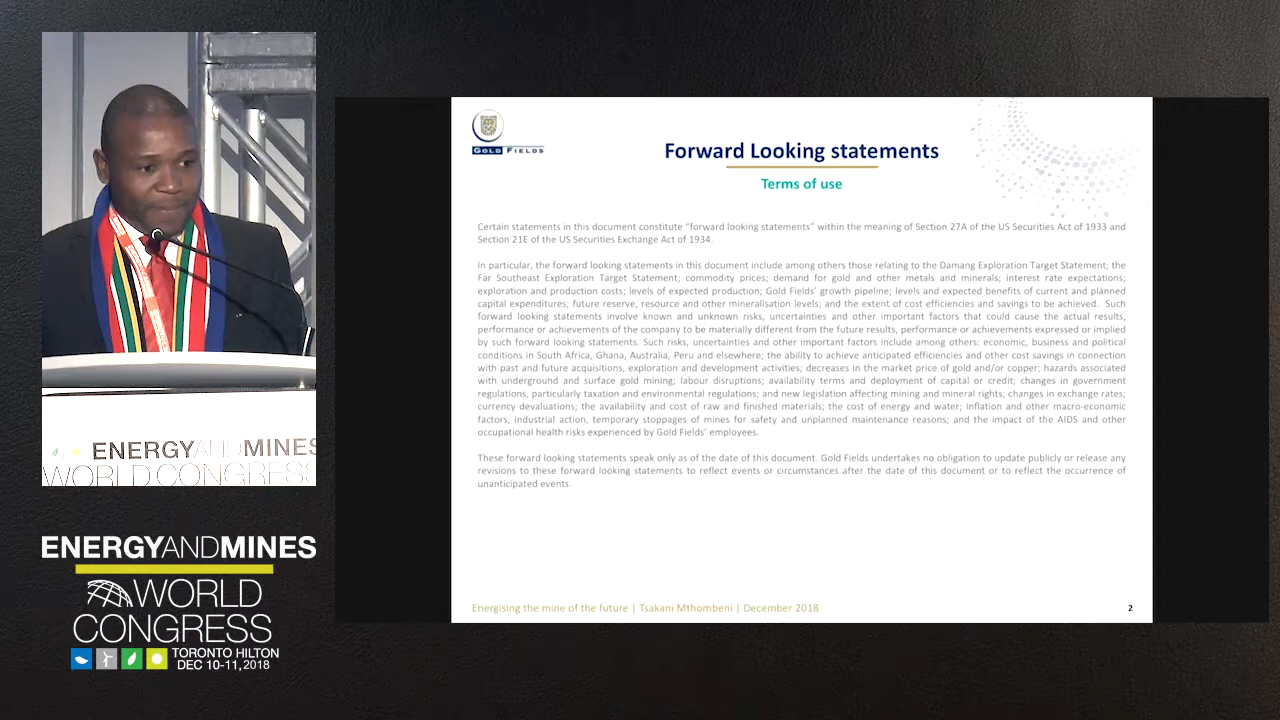 ENERGYANDMINES
WORLD CONGRESS
ENERGYANDMINES
WORLD
CONGRESS
TORONTO HILTON
DEC 10-11, 2018
GOLD FIELDS
Forward Looking statements
Terms of use
Certain statements in this document constitute “forward looking statements” within the meaning of Section 27A of the US Securities Act of 1933 and
Section 21E of the US Securities Exchange Act of 1934.
In particular, the forward looking statements in this document include among others those relating to the Damang Exploration Target Statement; the
Far Southeast Exploration Target Statement; commodity prices; demand for gold and other metals and minerals; interest rate expectations;
exploration and production costs; levels of expected production; Gold Fields’ growth pipeline; levels and expected benefits of current and planned
capital expenditures; future reserve, resource and other mineralisation levels; and the extent of cost efficiencies and savings to be achieved. Such
forward looking statements involve known and unknown risks, uncertainties and other important factors that could cause the actual results,
performance or achievements of the company to be materially different from the future results, performance or achievements expressed or implied
by such forward looking statements. Such risks, uncertainties and other important factors include among others: economic, business and political
conditions in South Africa, Ghana, Australia, Peru and elsewhere; the ability to achieve anticipated efficiencies and other cost savings in connection
with past and future acquisitions, exploration and development activities; decreases in the market price of gold and/or copper; hazards associated
with underground and surface gold mining; labour disruptions; availability terms and deployment of capital or credit; changes in government
regulations, particularly taxation and environmental regulations; and new legislation affecting mining and mineral rights; changes in exchange rates;
currency devaluations; the availability and cost of raw and finished materials; the cost of energy and water; inflation and other macro-economic
factors, industrial action, temporary stoppages of mines for safety and unplanned maintenance reasons; and the impact of the AIDS and other
occupational health risks experienced by Gold Fields’ employees.
These forward looking statements speak only as of the date of this document. Gold Fields undertakes no obligation to update publicly or release any
revisions to these forward looking statements to reflect events or circumstances after the date of this document or to reflect the occurrence of
unanticipated events.
Energising the mine of the future | Tsakani Mthombeni | December 2018
2